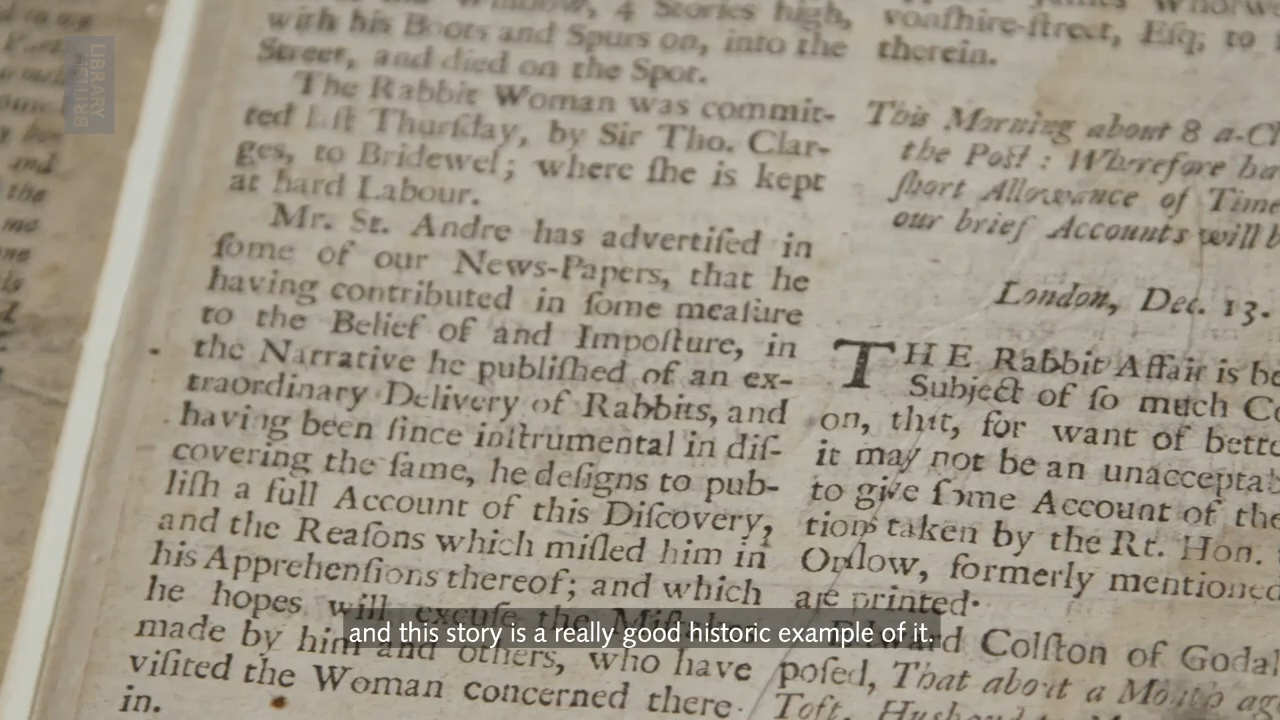 Window, 4 Stories high,
with his Boots and Spurs on, into the
Street, and died on the Spot.
The Rabbit Woman was commit-
ted laſt Thurſday, by Sir Tho. Clar-
ges, to Bridewel; where ſhe is kept
at hard Labour.
Mr. St. Andre has advertiſed in
ſome of our News-Papers, that he
having contributed in ſome meaſure
to the Belief of and Impoſture, in
the Narrative he publiſhed of an ex-
traordinary Delivery of Rabbits, and
having been ſince inſtrumental in diſ-
covering the ſame, he deſigns to pub-
liſh a full Account of this Diſcovery,
and the Reaſons which miſled him in
his Apprehenſions thereof; and which
he hopes will excuſe the Miſtakes
made by him and others, who have
viſited the Woman concerned there-
in.
vonſhire-ſtreet, Eſq; to
therein.
This Morning about 8 a-Cl
the Poſt: Wherefore
ſhort Allowance of Time
our brief Accounts will b
London, Dec. 13.
THE Rabbit Affair is be
Subject of ſo much Co
on, that, for want of bette
it may not be an unaccepta
to give ſome Account of the
tions taken by the Rt. Hon.
Onſlow, formerly mentioned
are printed.
Edward Colſton of Godal
poſed, That about a Month ag
Toft, Husband
and this story is a really good historic example of it.
LIBRARY
BRITISH